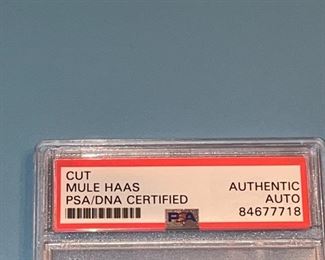 CUT
MULE HAAS AUTHENTIC
PSA/DNA CERTIFIED AUTO
84677718
PSA